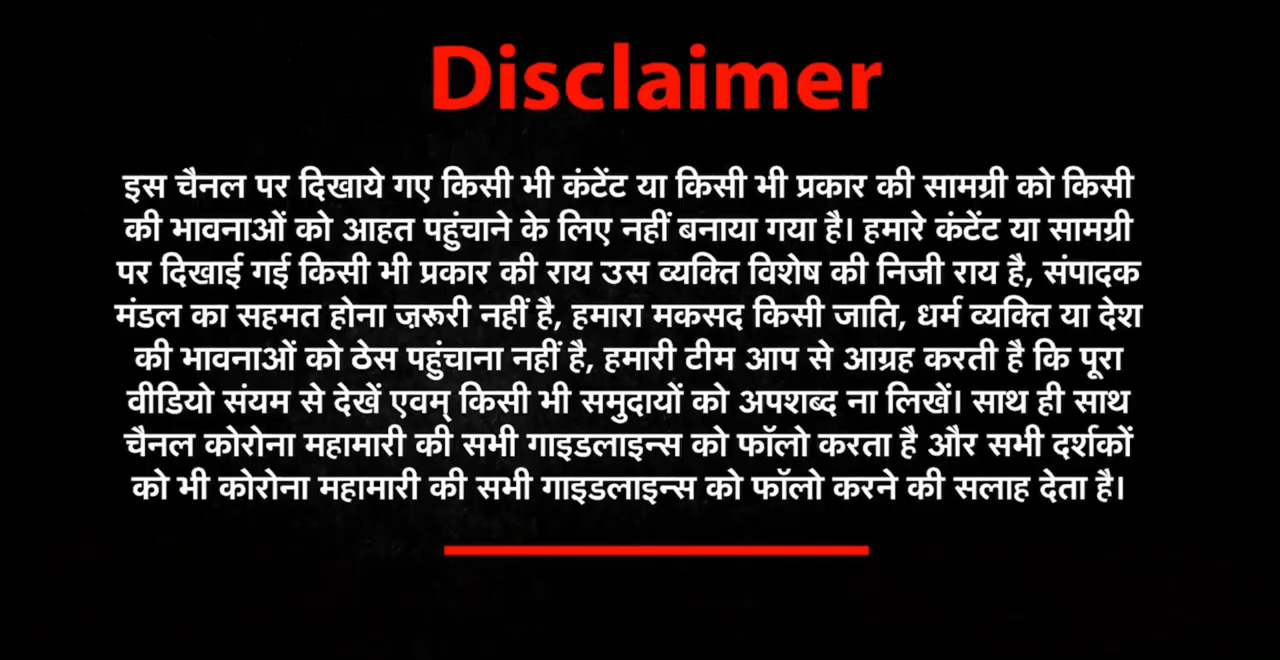 Disclaimer
इस चैनल पर दिखाये गए किसी भी कंटेंट या किसी भी प्रकार की सामग्री को किसी
की भावनाओं को आहत पहुंचाने के लिए नहीं बनाया गया है। हमारे कंटेंट या सामग्री
पर दिखाई गई किसी भी प्रकार की राय उस व्यक्ति विशेष की निजी राय है, संपादक
मंडल का सहमत होना ज़रूरी नहीं है, हमारा मकसद किसी जाति, धर्म व्यक्ति या देश
की भावनाओं को ठेस पहुंचाना नहीं है, हमारी टीम आप से आग्रह करती है कि पूरा
वीडियो संयम से देखें एवम् किसी भी समुदायों को अपशब्द ना लिखें। साथ ही साथ
चैनल कोरोना महामारी की सभी गाइडलाइन्स को फॉलो करता है और सभी दर्शकों
को भी कोरोना महामारी की सभी गाइडलाइन्स को फॉलो करने की सलाह देता है।